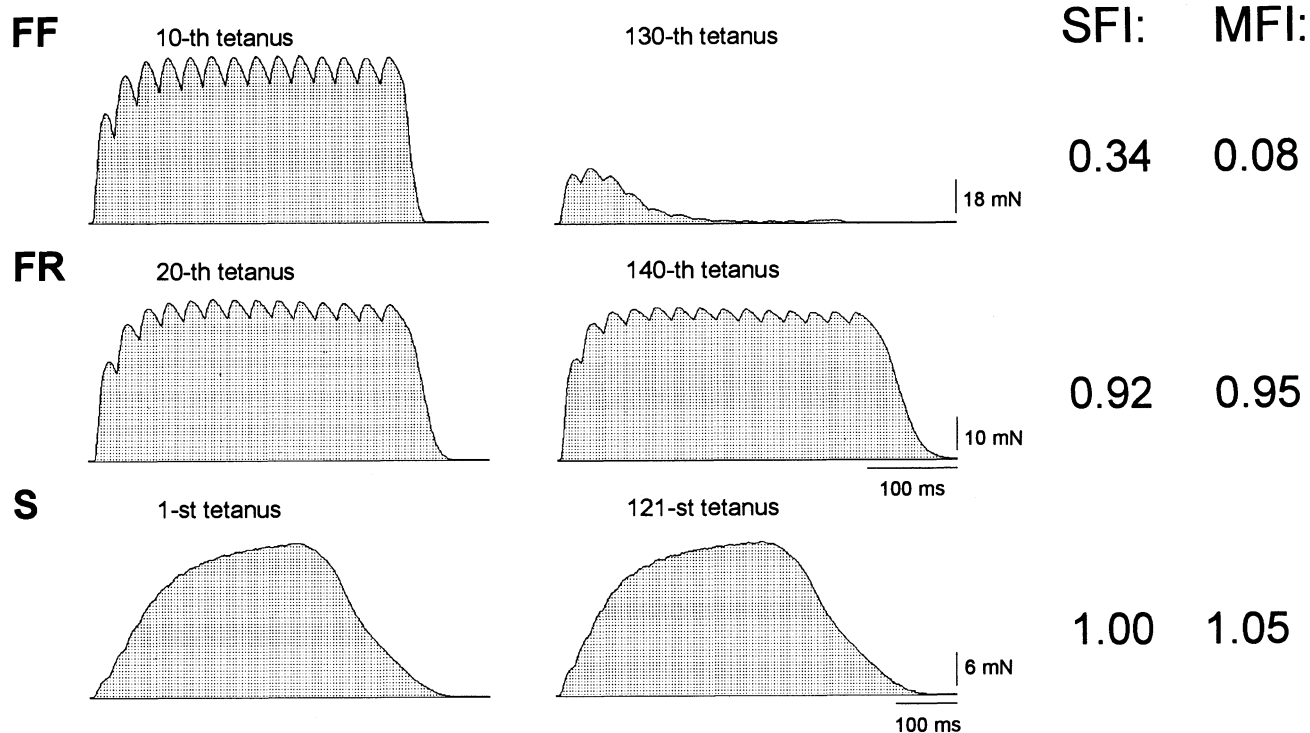 SFI: MFI:
FF
10-th tetanus
130-th tetanus
18 mN
0.34 0.08
FR
20-th tetanus
140-th tetanus
10 mN
100 ms
0.92 0.95
S
1-st tetanus
121-st tetanus
6 mN
100 ms
1.00 1.05